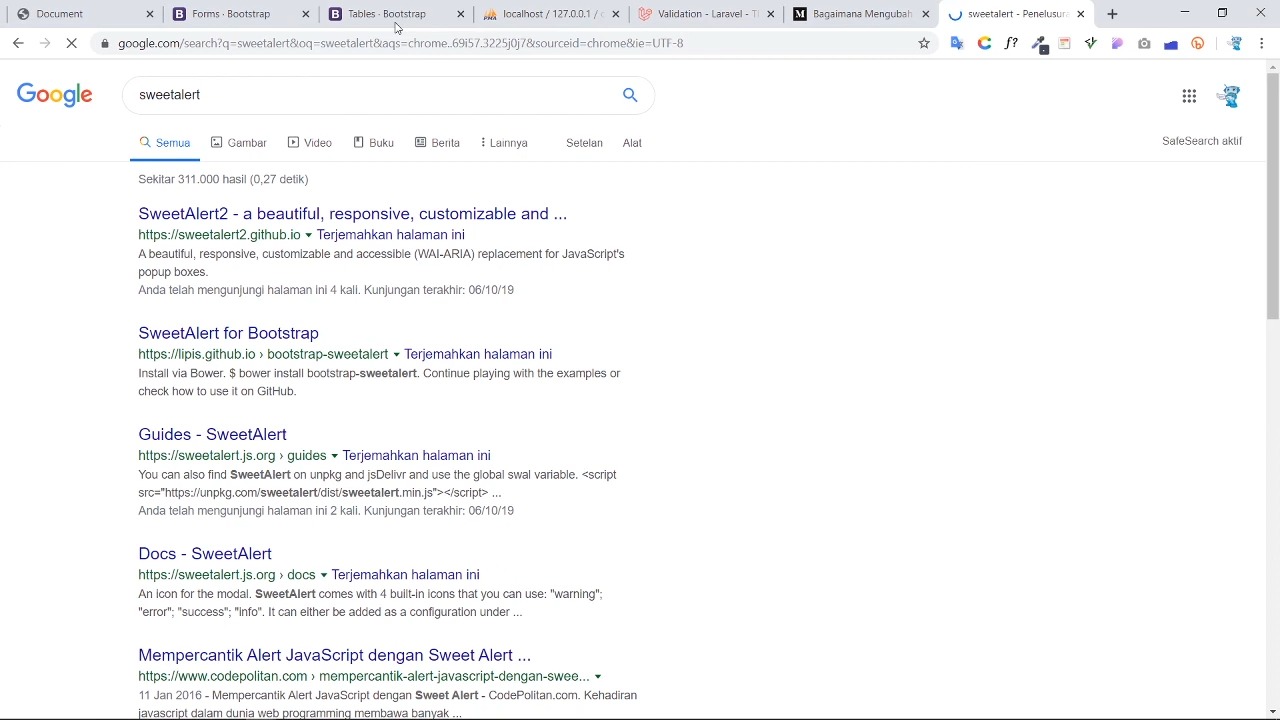 Document
Forms · Bootstrap
Tables · Bootstrap
localhost / 127.0.0.1 /
Validation - Laravel - T
Bagaimana Mengubah
sweetalert - Penelusura
google.com/search?q=sweetalert&oq=sweetalert&aqs=chrome..69i57.3225j0j7&sourceid=chrome&ie=UTF-8
Google
sweetalert
Semua
Gambar
Video
Buku
Berita
Lainnya
Setelan
Alat
SafeSearch aktif
Sekitar 311.000 hasil (0,27 detik)
SweetAlert2 - a beautiful, responsive, customizable and ...
https://sweetalert2.github.io Terjemahkan halaman ini
A beautiful, responsive, customizable and accessible (WAI-ARIA) replacement for JavaScript's
popup boxes.
Anda telah mengunjungi halaman ini 4 kali. Kunjungan terakhir: 06/10/19
SweetAlert for Bootstrap
https://lipis.github.io › bootstrap-sweetalert Terjemahkan halaman ini
Install via Bower. $ bower install bootstrap-sweetalert. Continue playing with the examples or
check how to use it on GitHub.
Guides - SweetAlert
https://sweetalert.js.org › guides Terjemahkan halaman ini
You can also find SweetAlert on unpkg and jsDelivr and use the global swal variable. <script
src="https://unpkg.com/sweetalert/dist/sweetalert.min.js"></script> ...
Anda telah mengunjungi halaman ini 2 kali. Kunjungan terakhir: 06/10/19
Docs - SweetAlert
https://sweetalert.js.org › docs Terjemahkan halaman ini
An icon for the modal. SweetAlert comes with 4 built-in icons that you can use: "warning";
"error"; "success"; "info". It can either be added as a configuration under ...
Mempercantik Alert JavaScript dengan Sweet Alert ...
https://www.codepolitan.com › mempercantik-alert-javascript-dengan-swee...
11 Jan 2016 - Mempercantik Alert JavaScript dengan Sweet Alert - CodePolitan.com. Kehadiran
javascript dalam dunia web programming membawa banyak ...